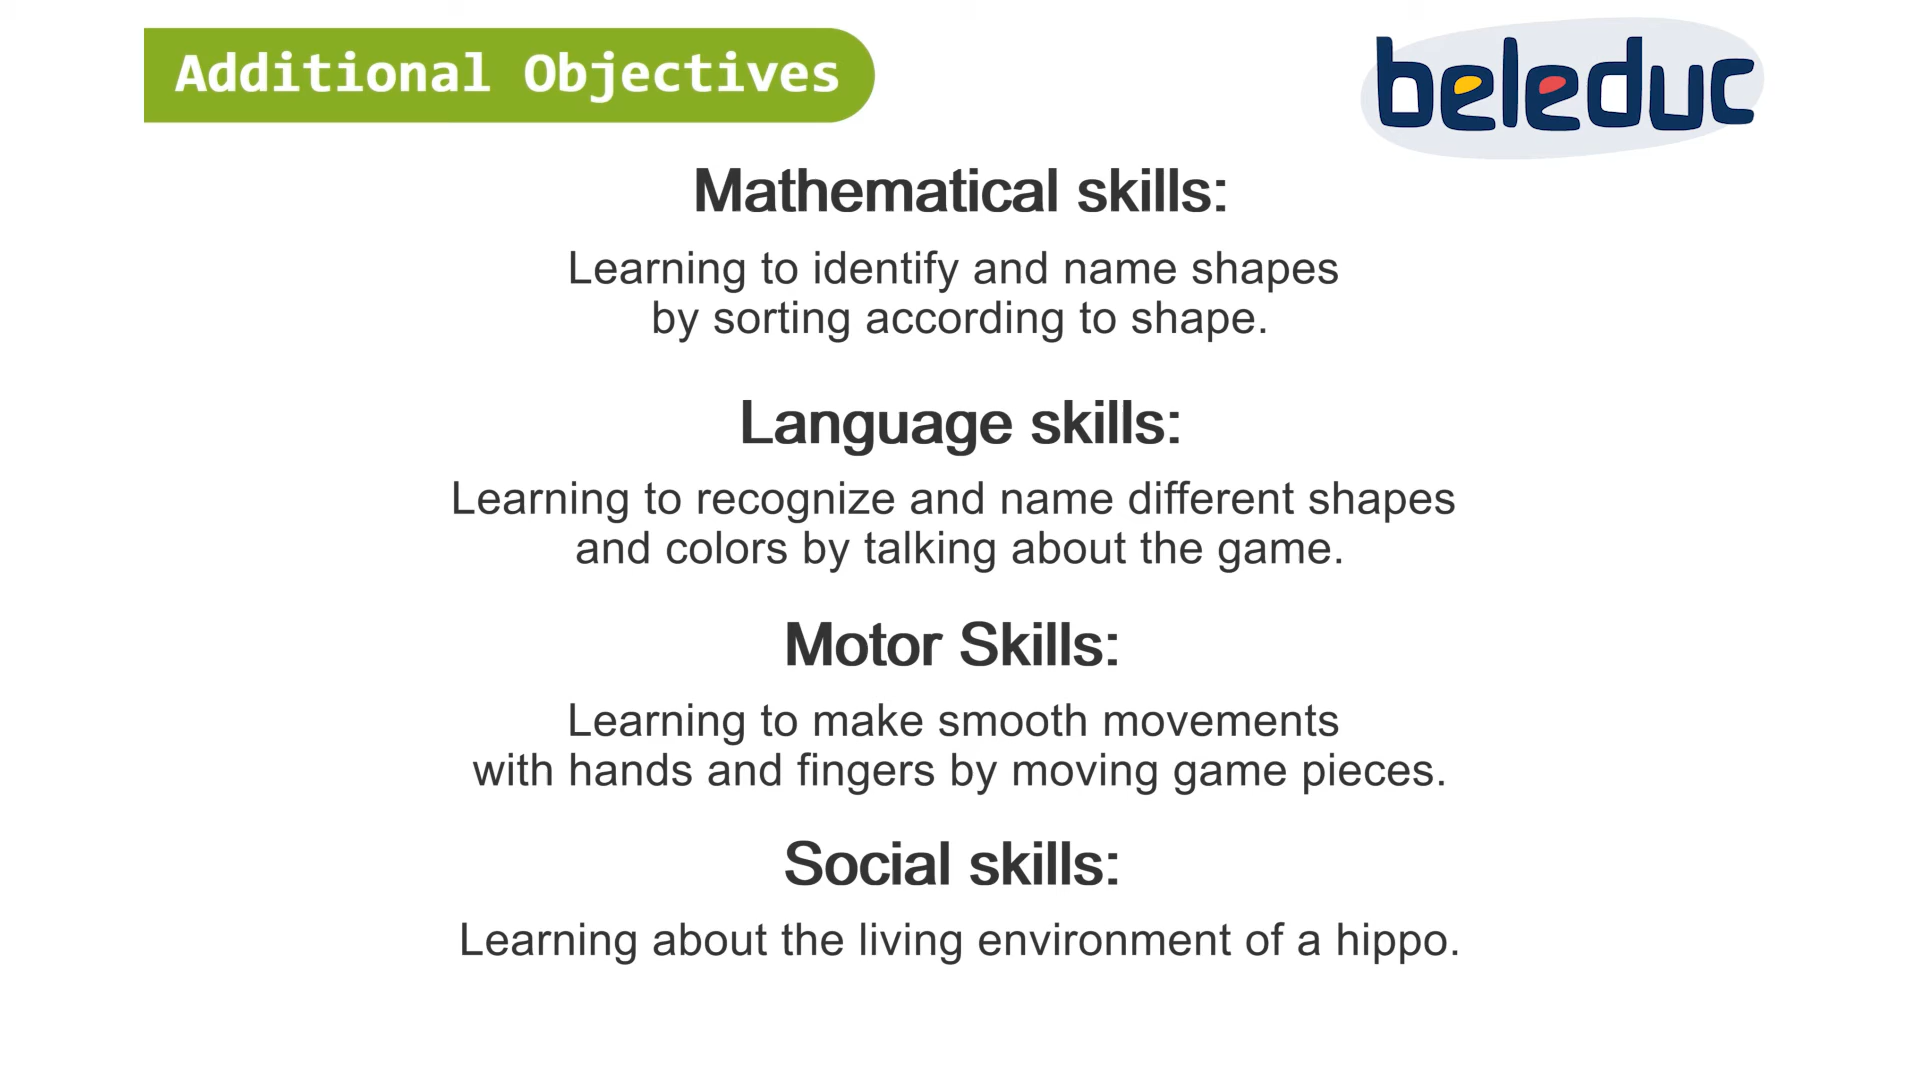 Additional Objectives
beleduc
Mathematical skills:
Learning to identify and name shapes
by sorting according to shape.
Language skills:
Learning to recognize and name different shapes
and colors by talking about the game.
Motor Skills:
Learning to make smooth movements
with hands and fingers by moving game pieces.
Social skills:
Learning about the living environment of a hippo.